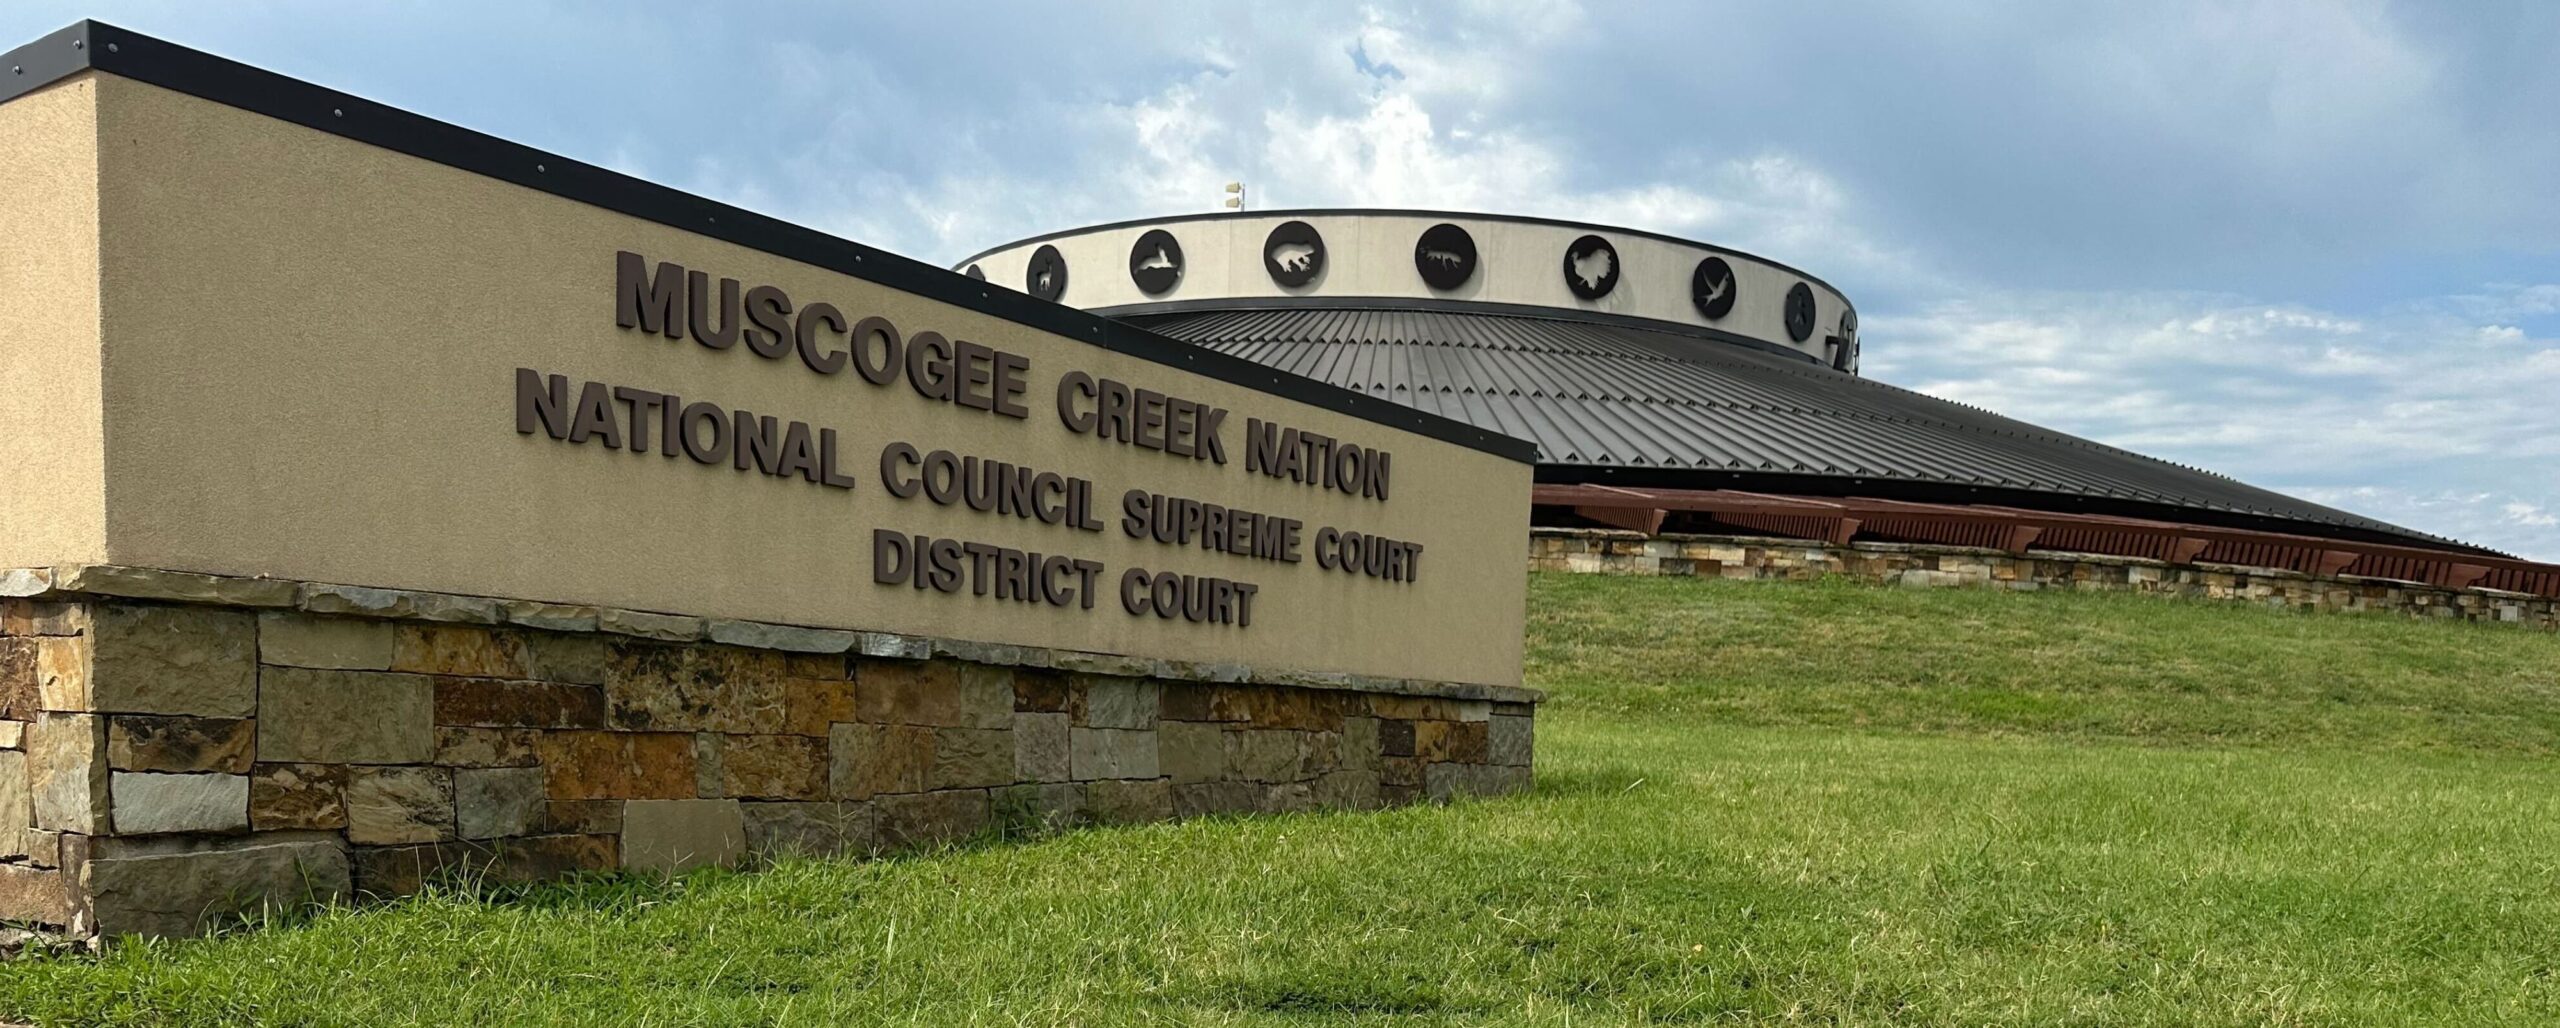 MUSCOGEE CREEK NATION
NATIONAL COUNCIL SUPREME COURT
DISTRICT COURT